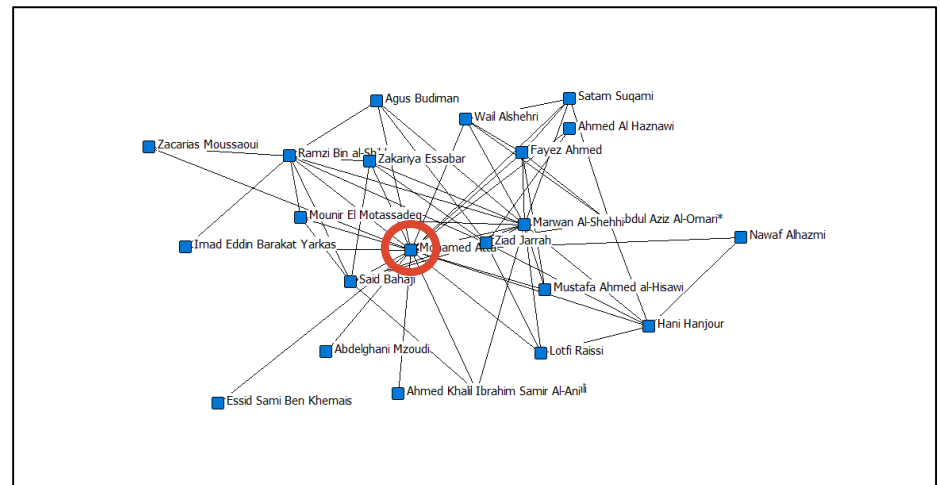 Agus Budiman
Satam Suqami
Wail Alshehri
Ahmed Al Haznawi
Zacarias Moussaoui
Ramzi Bin
Fayez Ahmed
Zakariya Essabar
Mounir El Motassadeq
Marwan Al-Shehhi
bdul Aziz Al-Omari*
Nawaf Alhazmi
Imad Eddin Barakat Yarkas
Mohamed Atta
Ziad Jarrah
Said Bahaji
Mustafa Ahmed al-Hisawi
Hani Hanjour
Abdelghani Mzoudi
Lotfi Raissi
Ahmed Khalil Ibrahim Samir Al-Ani
Essid Sami Ben Khemais